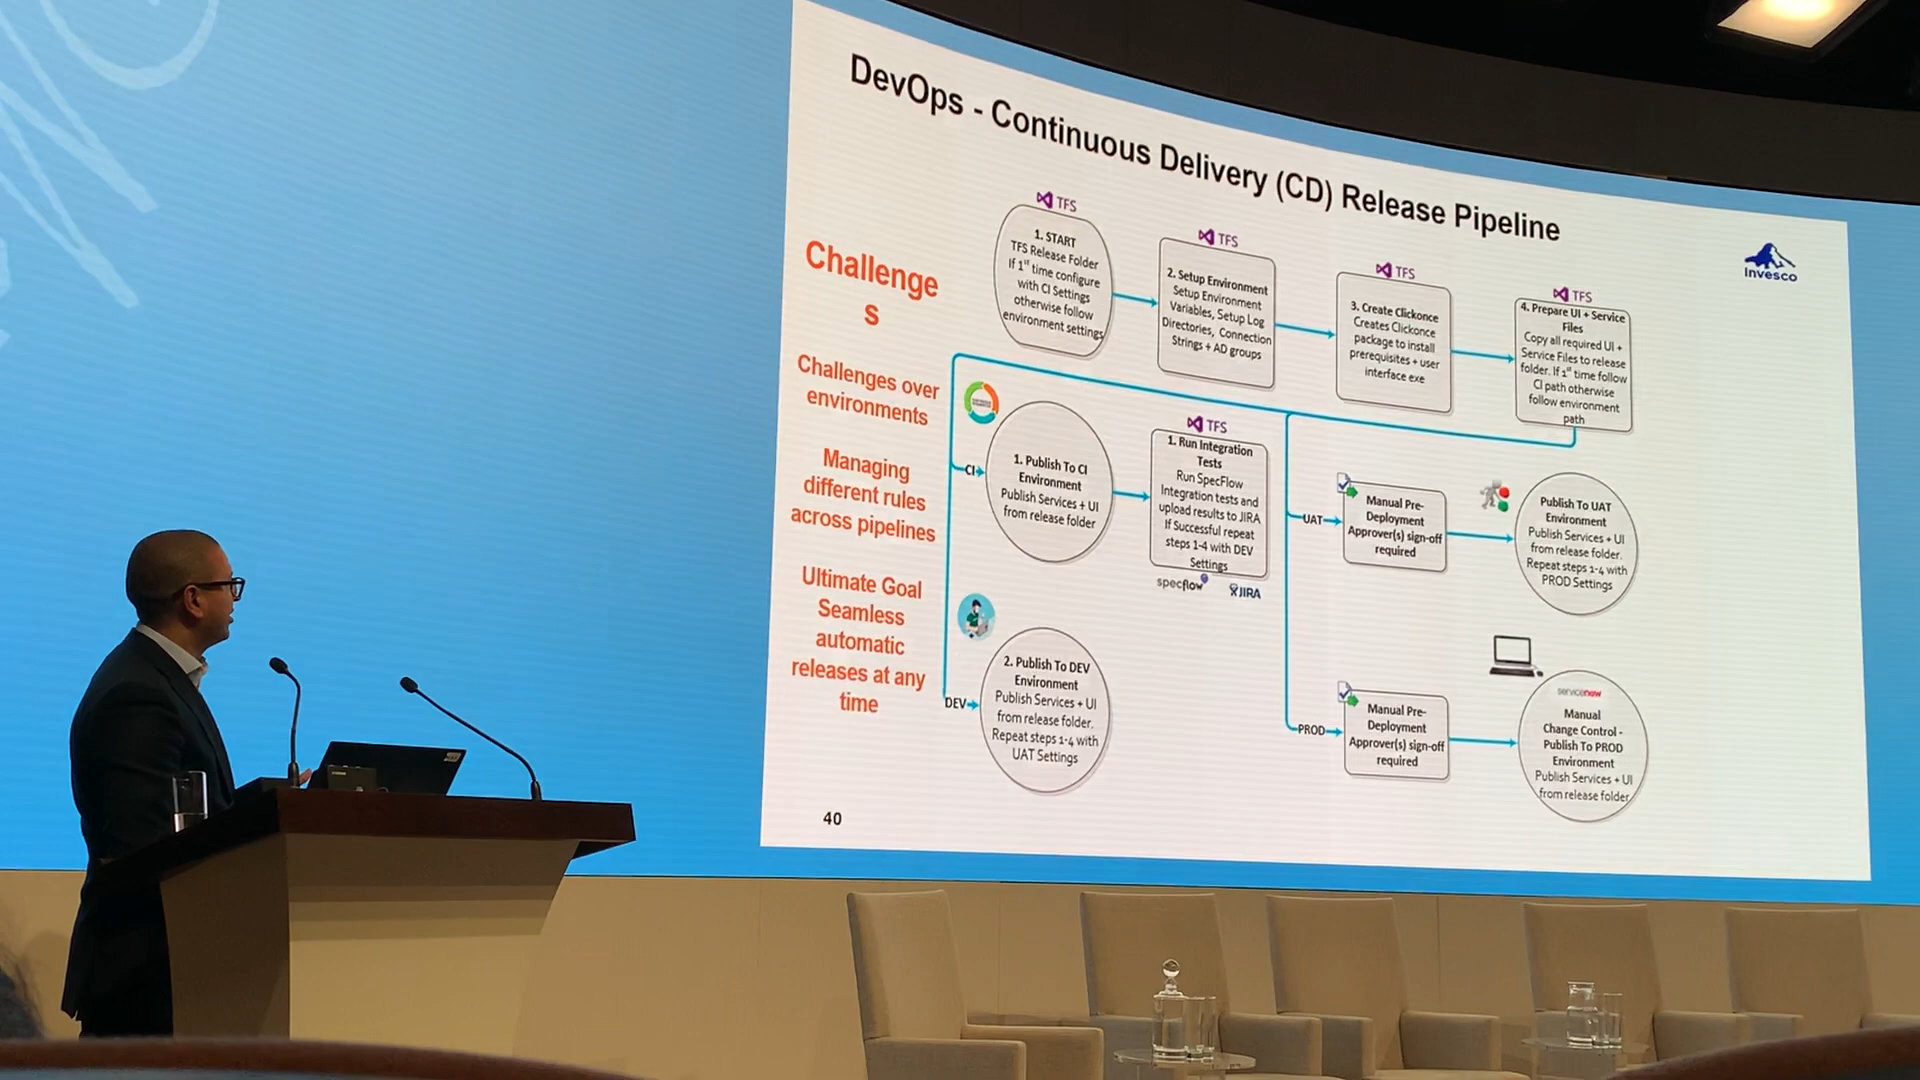 DevOps - Continuous Delivery (CD) Release Pipeline
Invesco
Challenge
s
Challenges over
environments
Managing
different rules
across pipelines
Ultimate Goal
Seamless
automatic
releases at any
time
40
TFS
1. START
TFS Release Folder
If 1st time configure
with CI Settings
otherwise follow
environment settings
TFS
2. Setup Environment
Setup Environment
Variables, Setup Log
Directories, Connection
Strings + AD groups
TFS
3. Create Clickonce
Creates Clickonce
package to install
prerequisites + user
interface exe
TFS
4. Prepare UI + Service
Files
Copy all required UI +
Service Files to release
folder. If 1st time follow
CI path otherwise
follow environment
path
CI
1. Publish To CI
Environment
Publish Services + UI
from release folder
TFS
1. Run Integration
Tests
Run SpecFlow
Integration tests and
upload results to JIRA
If Successful repeat
steps 1-4 with DEV
Settings
specflow
JIRA
UAT
Manual Pre-
Deployment
Approver(s) sign-off
required
Publish To UAT
Environment
Publish Services + UI
from release folder.
Repeat steps 1-4 with
PROD Settings
DEV
2. Publish To DEV
Environment
Publish Services + UI
from release folder.
Repeat steps 1-4 with
UAT Settings
PROD
Manual Pre-
Deployment
Approver(s) sign-off
required
servicenow
Manual
Change Control -
Publish To PROD
Environment
Publish Services + UI
from release folder